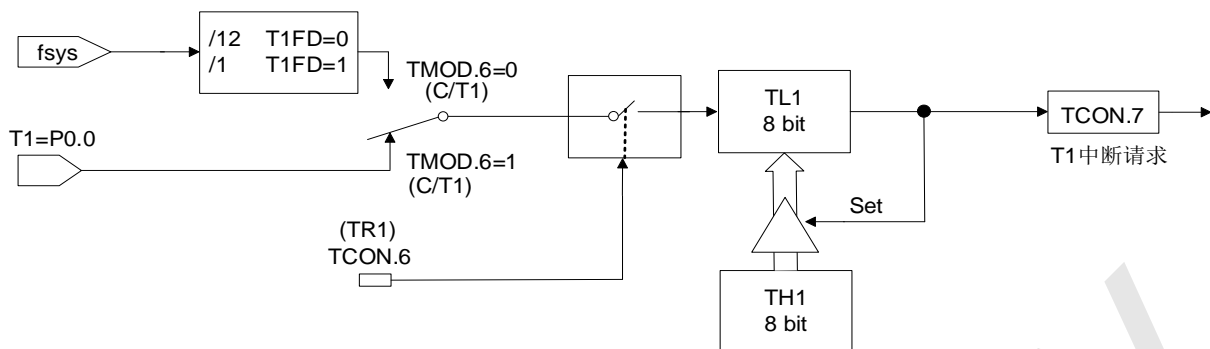 fsys
/12 T1FD=0
/1 T1FD=1
TMOD.6=0
(C/T1)
T1=P0.0
TMOD.6=1
(C/T1)
(TR1)
TCON.6
TL1
8 bit
Set
TH1
8 bit
TCON.7
T1中断请求